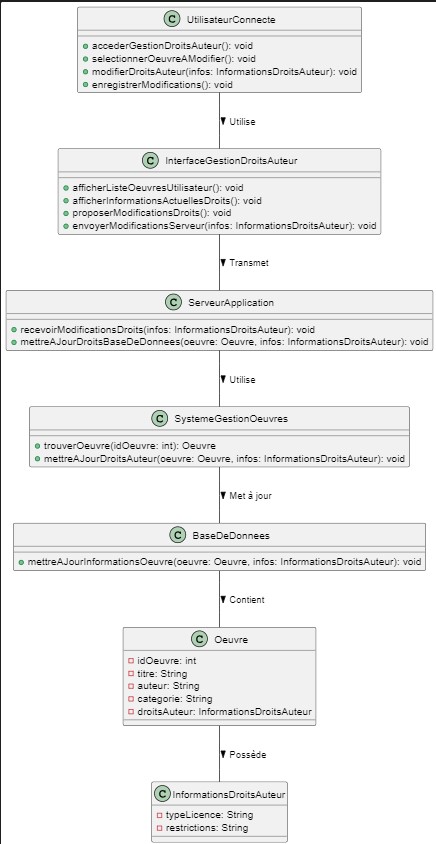 C UtilisateurConnecte
accederGestionDroitsAuteur(): void
selectionnerOeuvreAModifier(): void
modifierDroitsAuteur(infos: InformationsDroitsAuteur): void
enregistrerModifications(): void
Utilise
C InterfaceGestionDroitsAuteur
afficherListeOeuvresUtilisateur(): void
afficherInformationsActuellesDroits(): void
proposerModificationsDroits(): void
envoyerModificationsServeur(infos: InformationsDroitsAuteur): void
Transmet
C ServeurApplication
recevoirModificationsDroits(infos: InformationsDroitsAuteur): void
mettreAJourDroitsBaseDeDonnees(oeuvre: Oeuvre, infos: InformationsDroitsAuteur): void
Utilise
C SystemeGestionOeuvres
trouverOeuvre(idOeuvre: int): Oeuvre
mettreAJourDroitsAuteur(oeuvre: Oeuvre, infos: InformationsDroitsAuteur): void
Met à jour
C BaseDeDonnees
mettreAJourInformationsOeuvre(oeuvre: Oeuvre, infos: InformationsDroitsAuteur): void
Contient
C Oeuvre
idOeuvre: int
titre: String
auteur: String
categorie: String
droitsAuteur: InformationsDroitsAuteur
Possède
C InformationsDroitsAuteur
typeLicence: String
restrictions: String